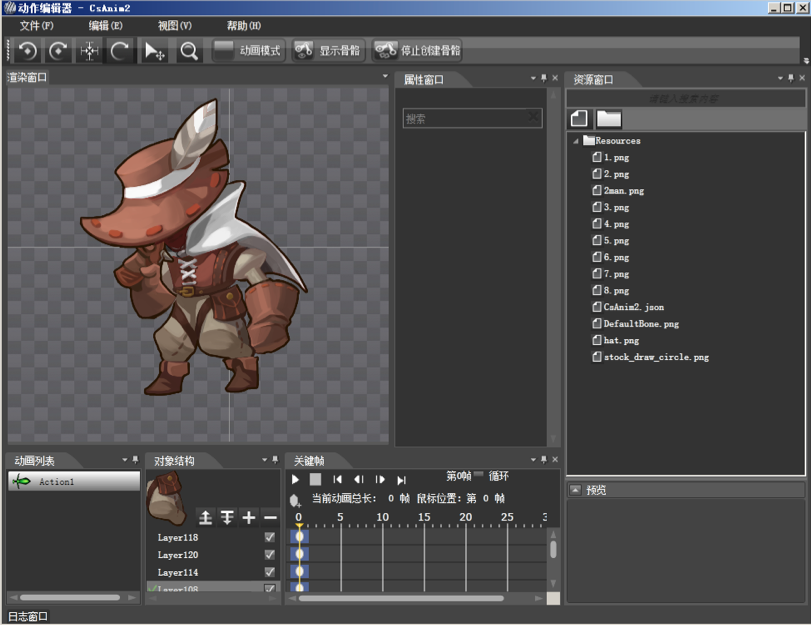 动作编辑器 - CsAnim2
文件(F) 编辑(E) 视图(V) 帮助(H)
动画模式 显示骨骼 停止创建骨骼
渲染窗口
属性窗口
搜索
资源窗口
请输入搜索内容
Resources
1.png
2.png
2man.png
3.png
4.png
5.png
6.png
7.png
8.png
CsAnim2.json
DefaultBone.png
hat.png
stock_draw_circle.png
动画列表
Action1
对象结构
Layer118
Layer120
Layer114
Layer108
关键帧
第0帧 循环
当前动画总长: 0 帧 鼠标位置: 第 0 帧
0 5 10 15 20 25 3
预览
日志窗口